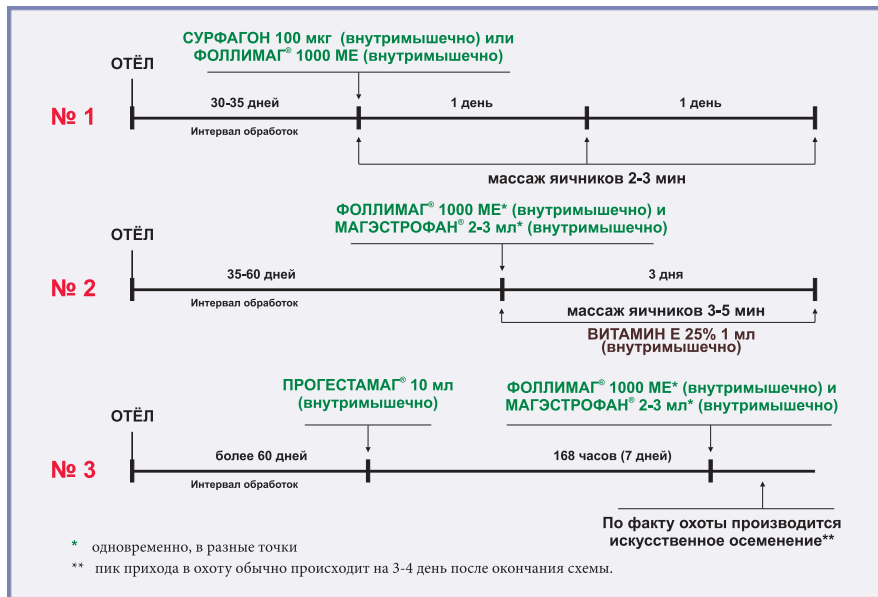 СУРФАГОН 100 мкг (внутримышечно) или
ФОЛЛИМАГ® 1000 МЕ (внутримышечно)
ОТЁЛ
№ 1
30-35 дней
1 день
1 день
Интервал обработок
массаж яичников 2-3 мин
ФОЛЛИМАГ® 1000 МЕ* (внутримышечно) и
МАГЭСТРОФАН® 2-3 мл* (внутримышечно)
ОТЁЛ
№ 2
35-60 дней
3 дня
Интервал обработок
массаж яичников 3-5 мин
ВИТАМИН Е 25% 1 мл
(внутримышечно)
ПРОГЕСТАМАГ® 10 мл
(внутримышечно)
ФОЛЛИМАГ® 1000 МЕ* (внутримышечно) и
МАГЭСТРОФАН® 2-3 мл* (внутримышечно)
ОТЁЛ
№ 3
более 60 дней
168 часов (7 дней)
Интервал обработок
По факту охоты производится
искусственное осеменение**
* одновременно, в разные точки
** пик прихода в охоту обычно происходит на 3-4 день после окончания схемы.